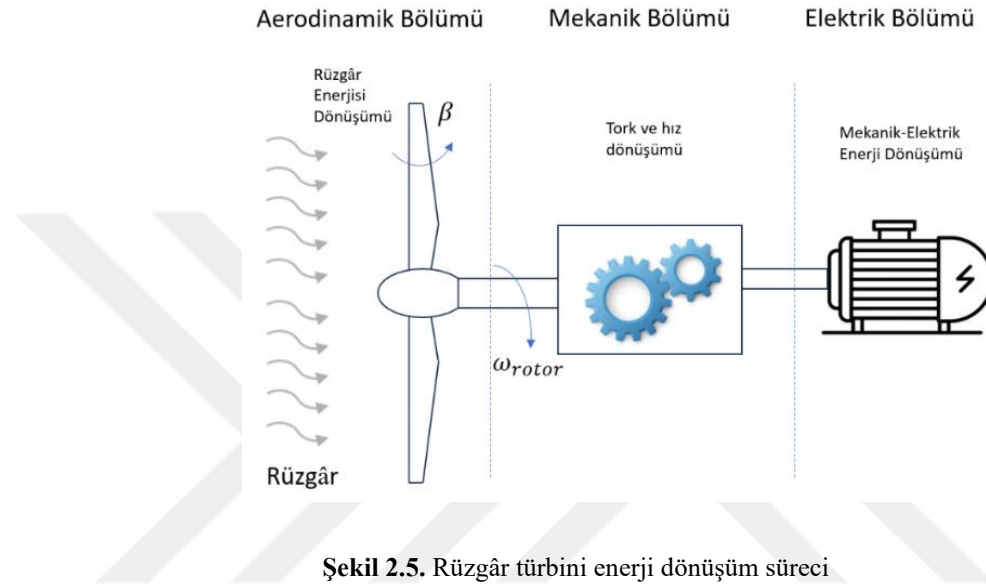 Aerodinamik Bölümü
Mekanik Bölümü
Elektrik Bölümü
Rüzgâr
Enerjisi
Dönüşümü
β
Tork ve hız
dönüşümü
Mekanik-Elektrik
Enerji Dönüşümü
ω_rotor
Rüzgâr
Şekil 2.5. Rüzgâr türbini enerji dönüşüm süreci